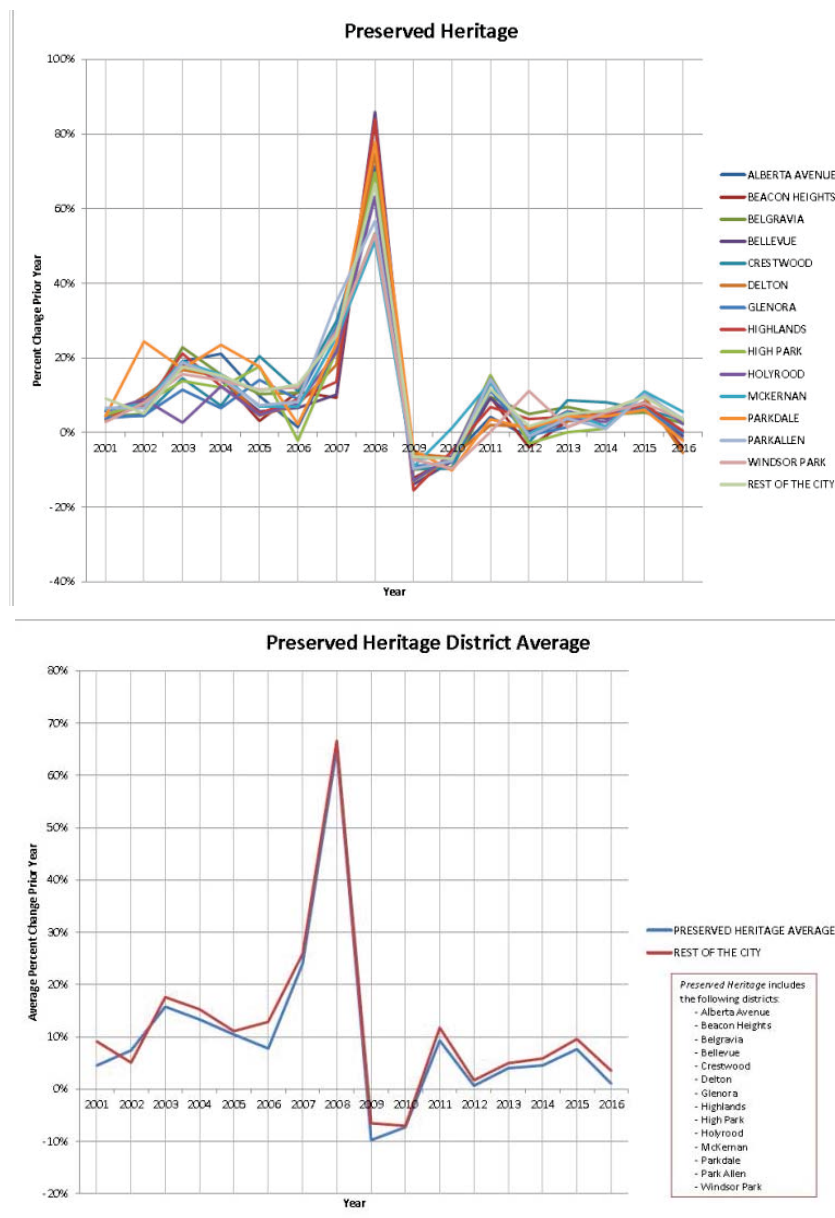 Preserved Heritage
100%
80%
60%
40%
20%
0%
-20%
-40%
Percent Change Prior Year
2001 2002 2003 2004 2005 2006 2007 2008 2009 2010 2011 2012 2013 2014 2015 2016
Year
ALBERTA AVENUE
BEACON HEIGHTS
BELGRAVIA
BELLEVUE
CRESTWOOD
DELTON
GLENORA
HIGHLANDS
HIGH PARK
HOLYROOD
MCKERNAN
PARKDALE
PARKALLEN
WINDSOR PARK
REST OF THE CITY
Preserved Heritage District Average
80%
70%
60%
50%
40%
30%
20%
10%
0%
-10%
-20%
Average Percent Change Prior Year
2001 2002 2003 2004 2005 2006 2007 2008 2009 2010 2011 2012 2013 2014 2015 2016
Year
PRESERVED HERITAGE AVERAGE
REST OF THE CITY
Preserved Heritage includes
the following districts:
- Alberta Avenue
- Beacon Heights
- Belgravia
- Bellevue
- Crestwood
- Delton
- Glenora
- Highlands
- High Park
- Holyrood
- McKernan
- Parkdale
- Park Allen
- Windsor Park